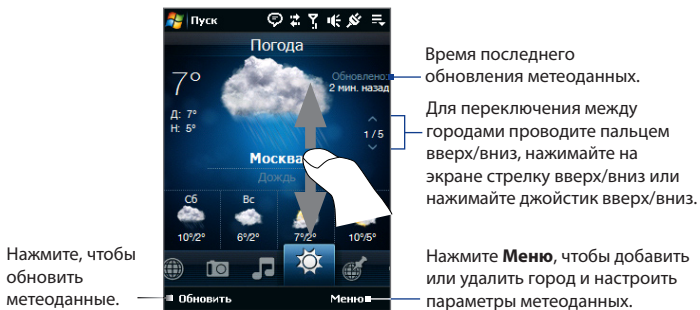 Пуск
Погода
7°
Д: 7°
Н: 5°
Обновлено:
2 мин. назад
1 / 5
Москва
Дождь
Сб
Вс
10°/2°
6°/2°
7°/2°
10°/5°
Обновить
Меню
Время последнего
обновления метеоданных.
Для переключения между
городами проводите пальцем
вверх/вниз, нажимайте на
экране стрелку вверх/вниз или
нажимайте джойстик вверх/вниз.
Нажмите, чтобы
обновить
метеоданные.
Нажмите Меню, чтобы добавить
или удалить город и настроить
параметры метеоданных.